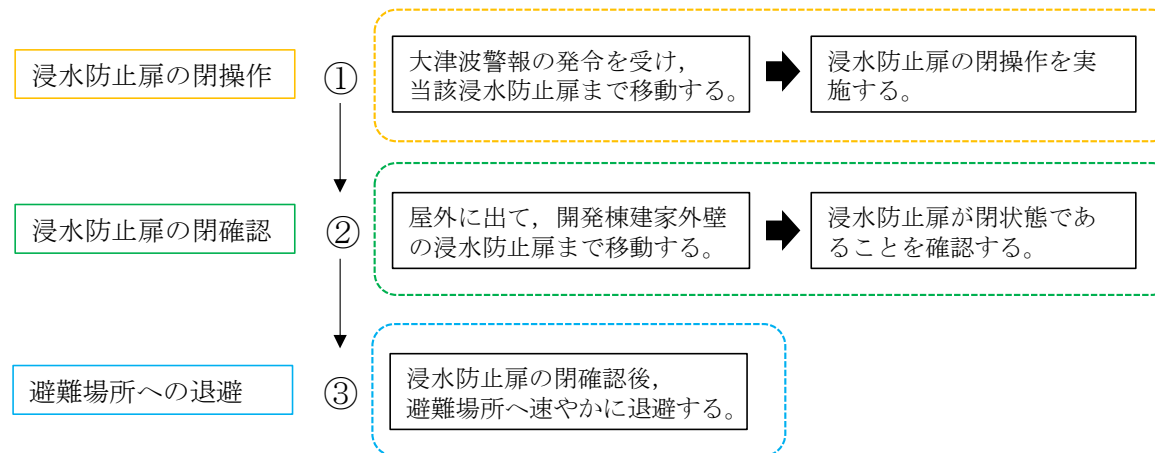 浸水防止扉の閉操作
①
大津波警報の発令を受け，
当該浸水防止扉まで移動する。
浸水防止扉の閉操作を実
施する。
浸水防止扉の閉確認
②
屋外に出て，開発棟建家外壁
の浸水防止扉まで移動する。
浸水防止扉が閉状態であ
ることを確認する。
避難場所への退避
③
浸水防止扉の閉確認後，
避難場所へ速やかに退避する。